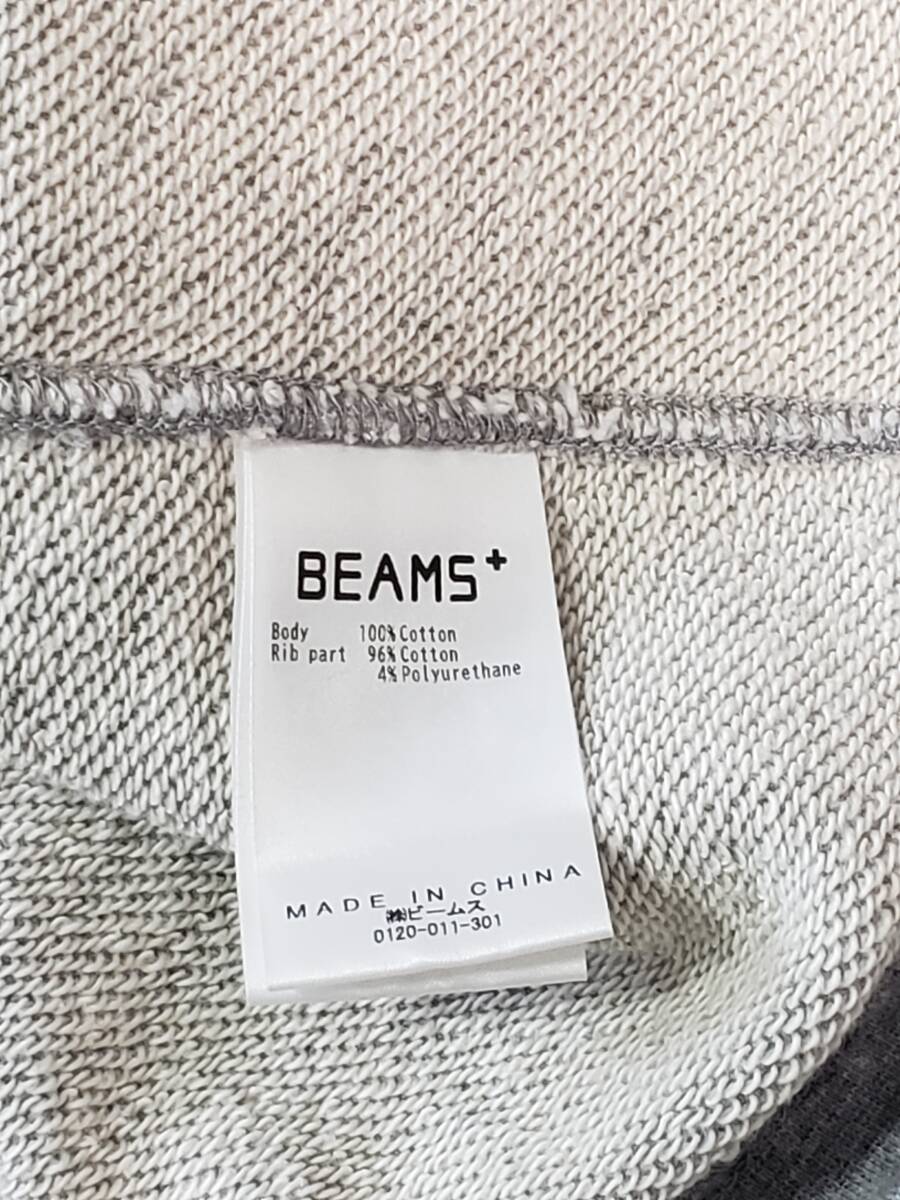 BEAMS+
Body 100% Cotton
Rib part 96% Cotton
4% Polyurethane
MADE IN CHINA
㈱ビームス
0120-011-301